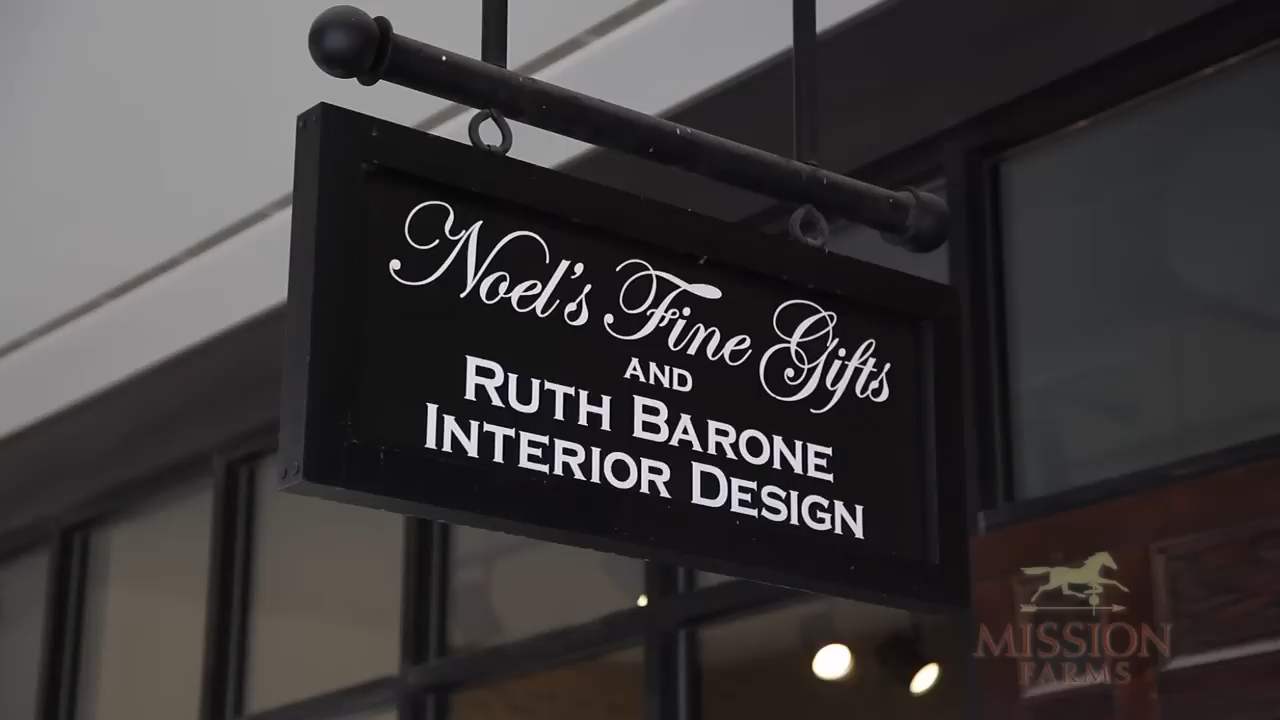 Noel's Fine Gifts
AND
RUTH BARONE
INTERIOR DESIGN
MISSION
FARMS